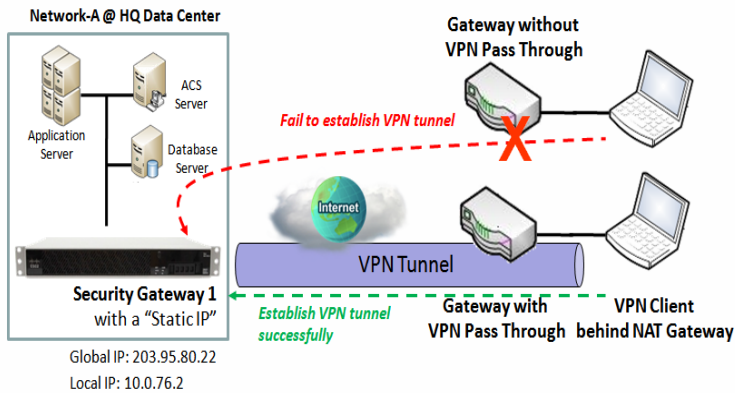 Network-A @ HQ Data Center
Gateway without
VPN Pass Through
ACS
Server
Application
Server
Database
Server
Fail to establish VPN tunnel
Internet
VPN Tunnel
Security Gateway 1
with a “Static IP”
Establish VPN tunnel
successfully
Gateway with
VPN Pass Through
VPN Client
behind NAT Gateway
Global IP: 203.95.80.22
Local IP: 10.0.76.2